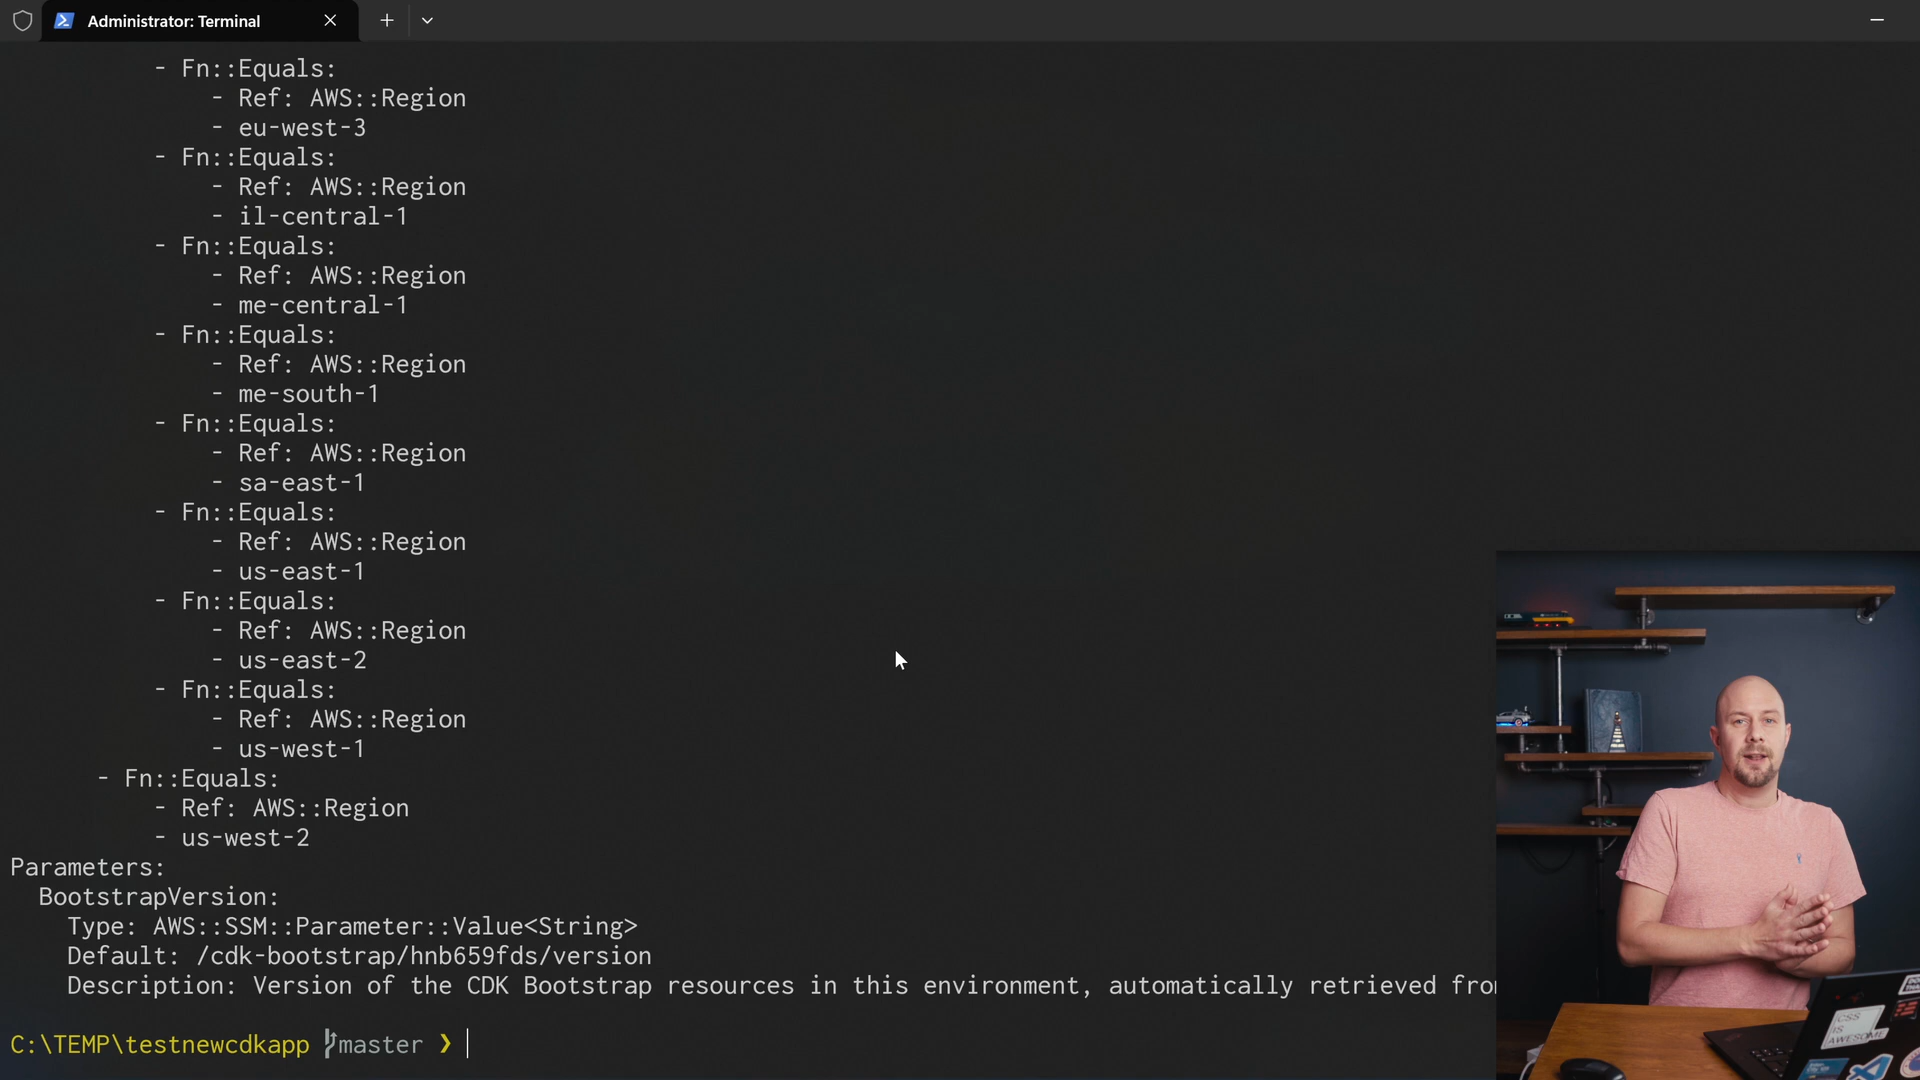 Administrator: Terminal
- Fn::Equals:
- Ref: AWS::Region
- eu-west-3
- Fn::Equals:
- Ref: AWS::Region
- il-central-1
- Fn::Equals:
- Ref: AWS::Region
- me-central-1
- Fn::Equals:
- Ref: AWS::Region
- me-south-1
- Fn::Equals:
- Ref: AWS::Region
- sa-east-1
- Fn::Equals:
- Ref: AWS::Region
- us-east-1
- Fn::Equals:
- Ref: AWS::Region
- us-east-2
- Fn::Equals:
- Ref: AWS::Region
- us-west-1
- Fn::Equals:
- Ref: AWS::Region
- us-west-2
Parameters:
BootstrapVersion:
Type: AWS::SSM::Parameter::Value<String>
Default: /cdk-bootstrap/hnb659fds/version
Description: Version of the CDK Bootstrap resources in this environment, automatically retrieved fro
C:\TEMP\testnewcdkapp master ❯
CSS
IS
AWESOME